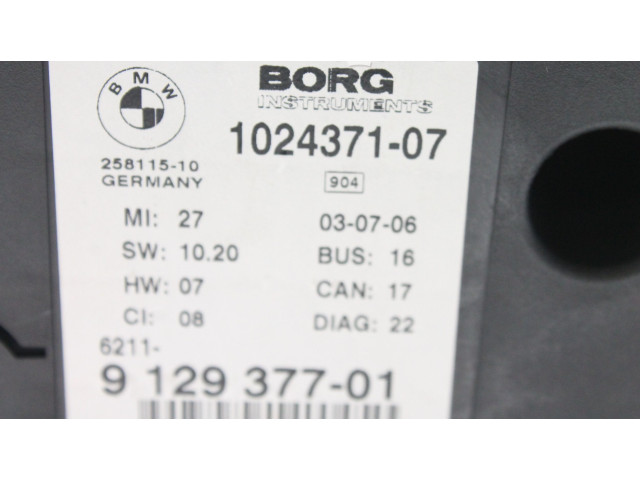 BMW
BORG
INSTRUMENTS
1024371-07
258115-10
GERMANY
904
MI: 27
03-07-06
SW: 10.20
BUS: 16
HW: 07
CAN: 17
CI: 08
DIAG: 22
6211-
9 129 377-01